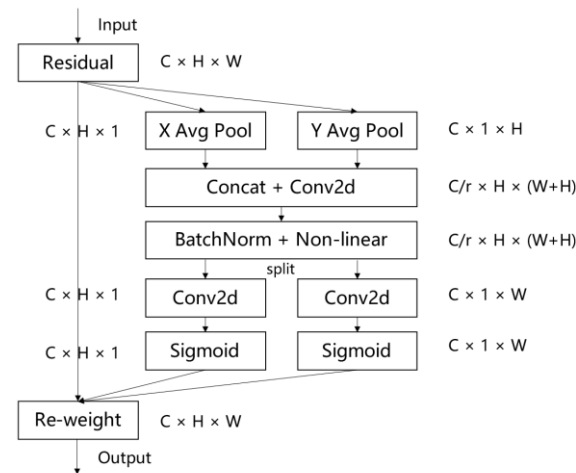 Input
Residual
C × H × W
C × H × 1
X Avg Pool
Y Avg Pool
C × 1 × H
Concat + Conv2d
C/r × H × (W+H)
BatchNorm + Non-linear
C/r × H × (W+H)
split
C × H × 1
Conv2d
Conv2d
C × 1 × W
C × H × 1
Sigmoid
Sigmoid
C × 1 × W
Re-weight
C × H × W
Output